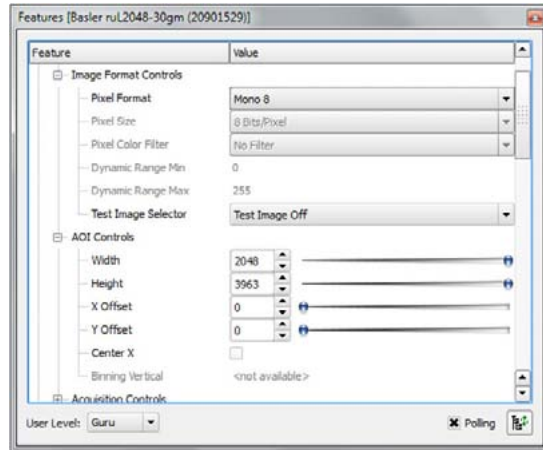 Features [Basler ruL2048-30gm (20901529)]
Feature Value
Image Format Controls
Pixel Format Mono 8
Pixel Size 8 Bits/Pixel
Pixel Color Filter No Filter
Dynamic Range Min 0
Dynamic Range Max 255
Test Image Selector Test Image Off
AOI Controls
Width 2048
Height 3963
X Offset 0
Y Offset 0
Center X
Binning Vertical <not available>
Acquisition Controls
User Level: Guru Polling